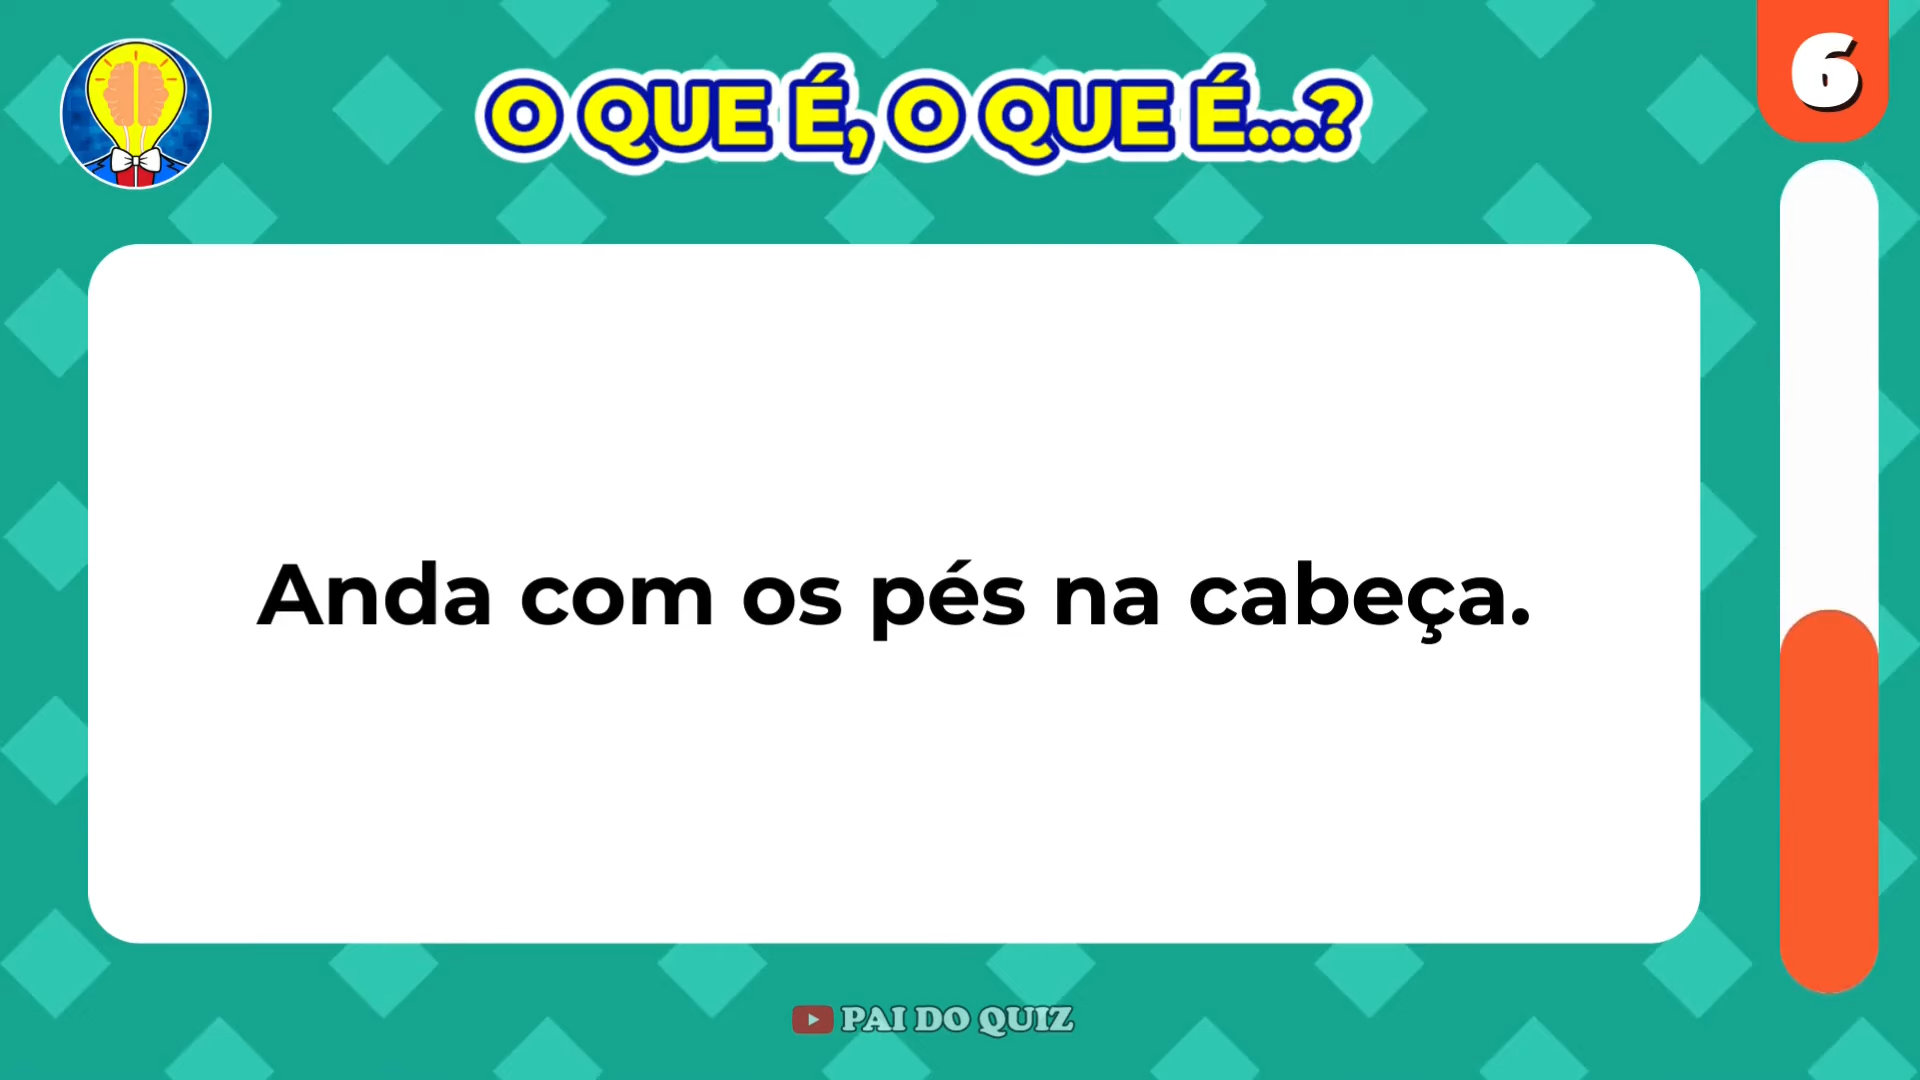 O QUE É, O QUE É...?
6
Anda com os pés na cabeça.
PAI DO QUIZ